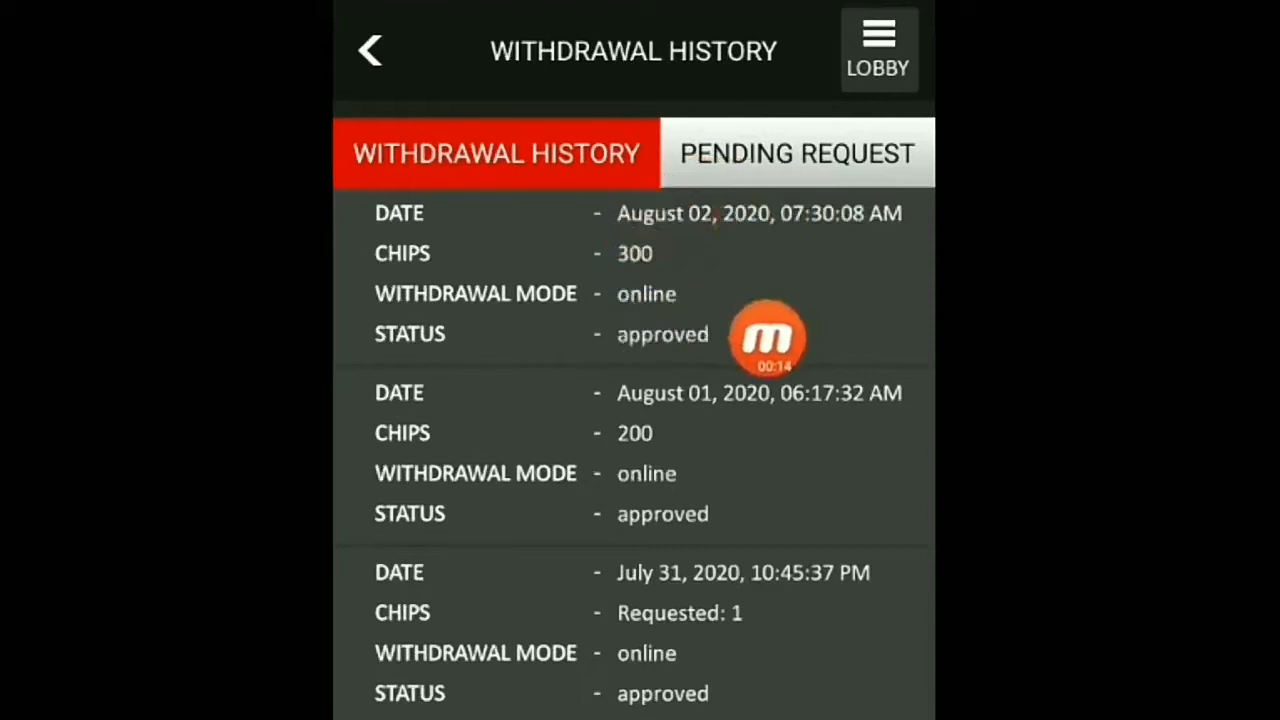 WITHDRAWAL HISTORY
LOBBY
WITHDRAWAL HISTORY PENDING REQUEST
DATE - August 02, 2020, 07:30:08 AM
CHIPS - 300
WITHDRAWAL MODE - online
STATUS - approved
m
00:14
DATE - August 01, 2020, 06:17:32 AM
CHIPS - 200
WITHDRAWAL MODE - online
STATUS - approved
DATE - July 31, 2020, 10:45:37 PM
CHIPS - Requested: 1
WITHDRAWAL MODE - online
STATUS - approved